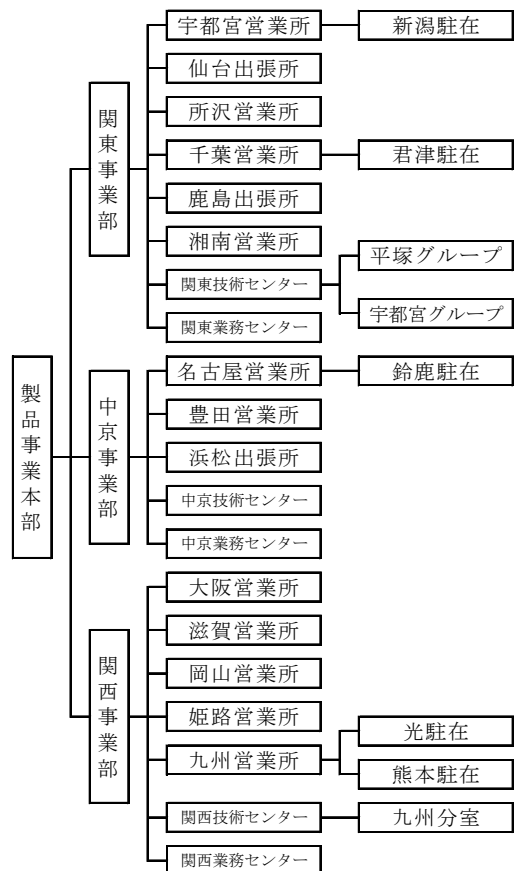 製品事業本部
関東事業部
宇都宮営業所
新潟駐在
仙台出張所
所沢営業所
千葉営業所
君津駐在
鹿島出張所
湘南営業所
関東技術センター
平塚グループ
宇都宮グループ
関東業務センター
中京事業部
名古屋営業所
鈴鹿駐在
豊田営業所
浜松出張所
中京技術センター
中京業務センター
関西事業部
大阪営業所
滋賀営業所
岡山営業所
姫路営業所
九州営業所
光駐在
熊本駐在
関西技術センター
九州分室
関西業務センター